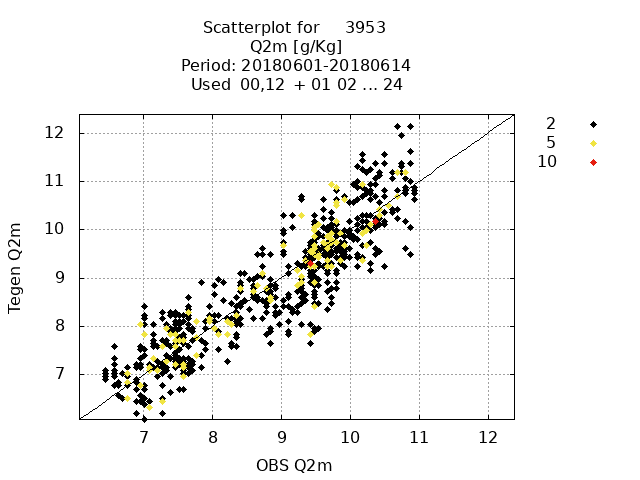 Scatterplot for 3953
Q2m [g/Kg]
Period: 20180601-20180614
Used 00,12 + 01 02 ... 24
2
5
10
12
11
10
9
8
7
Tegen Q2m
7 8 9 10 11 12
OBS Q2m